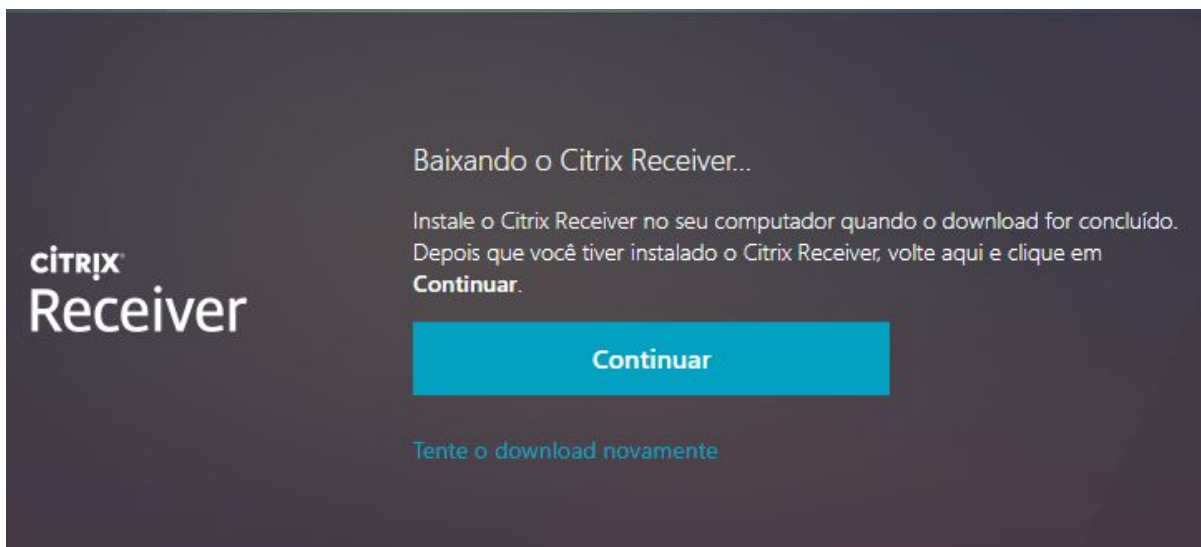 Baixando o Citrix Receiver...
Instale o Citrix Receiver no seu computador quando o download for concluído.
Depois que você tiver instalado o Citrix Receiver, volte aqui e clique em
Continuar.
CITRIX
Receiver
Continuar
Tente o download novamente